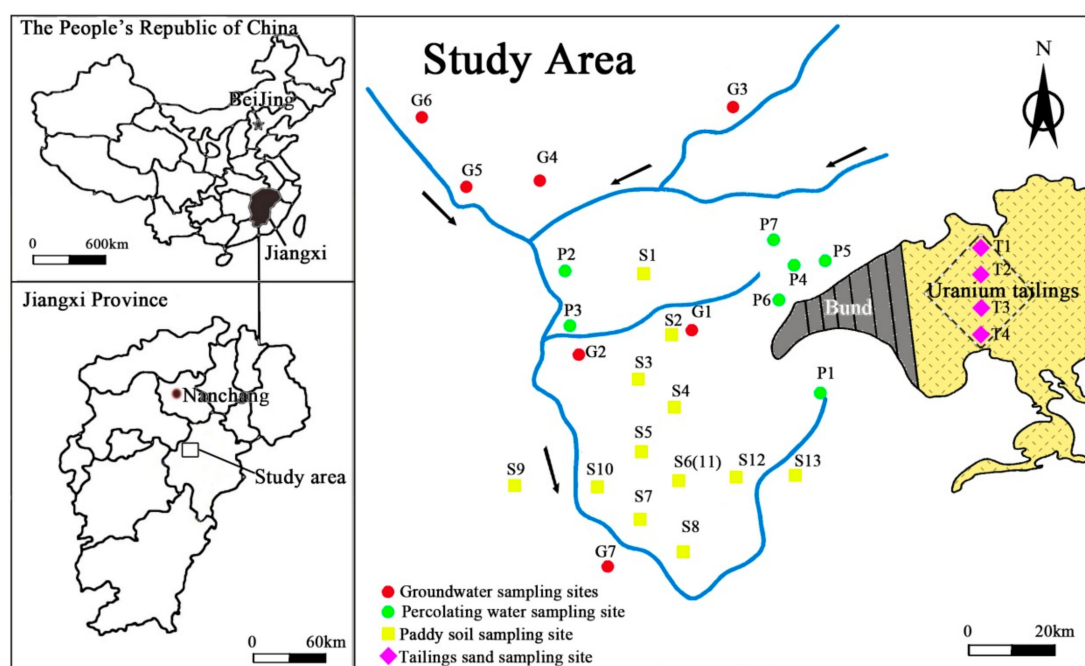 The People's Republic of China
BeiJing
0 600km
Jiangxi
Jiangxi Province
Nanchang
Study area
0 60km
Study Area
N
G6
G3
G5
G4
P7
P5
P2
S1
P4
T1
T2
Uranium tailings
P6
Bund
T3
P3
S2
G1
T4
G2
S3
P1
S4
S5
S9
S10
S6(11)
S12
S13
S7
S8
G7
Groundwater sampling sites
Percolating water sampling site
Paddy soil sampling site
Tailings sand sampling site
0 20km